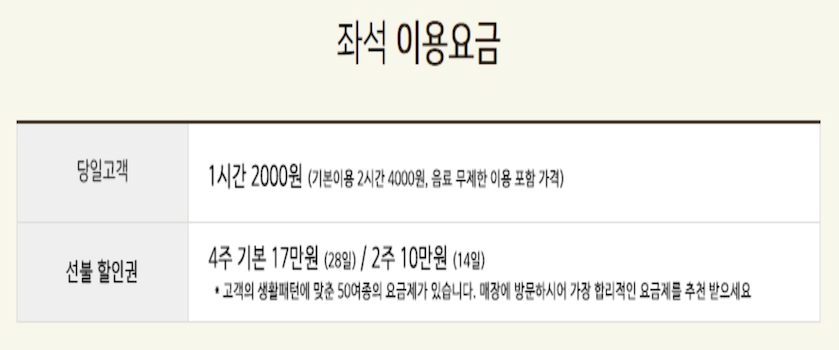 좌석 이용요금
당일고객
1시간 2000원 (기본이용 2시간 4000원, 음료 무제한 이용 포함 가격)
선불 할인권
4주 기본 17만원 (28일) / 2주 10만원 (14일)
* 고객의 생활패턴에 맞춘 50여종의 요금제가 있습니다. 매장에 방문하시어 가장 합리적인 요금제를 추천 받으세요